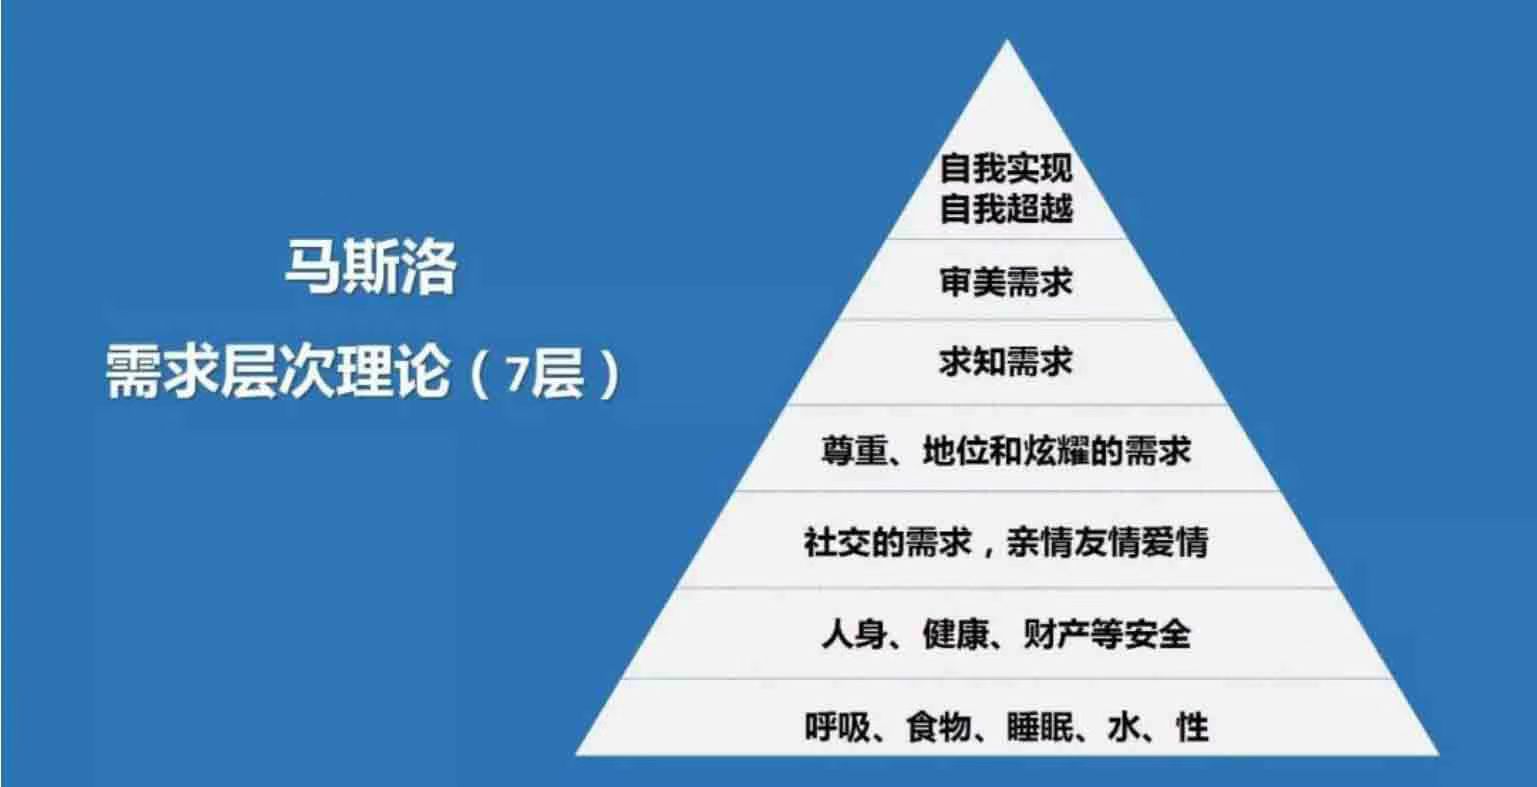 马斯洛
需求层次理论（7层）
自我实现
自我超越
审美需求
求知需求
尊重、地位和炫耀的需求
社交的需求，亲情友情爱情
人身、健康、财产等安全
呼吸、食物、睡眠、水、性